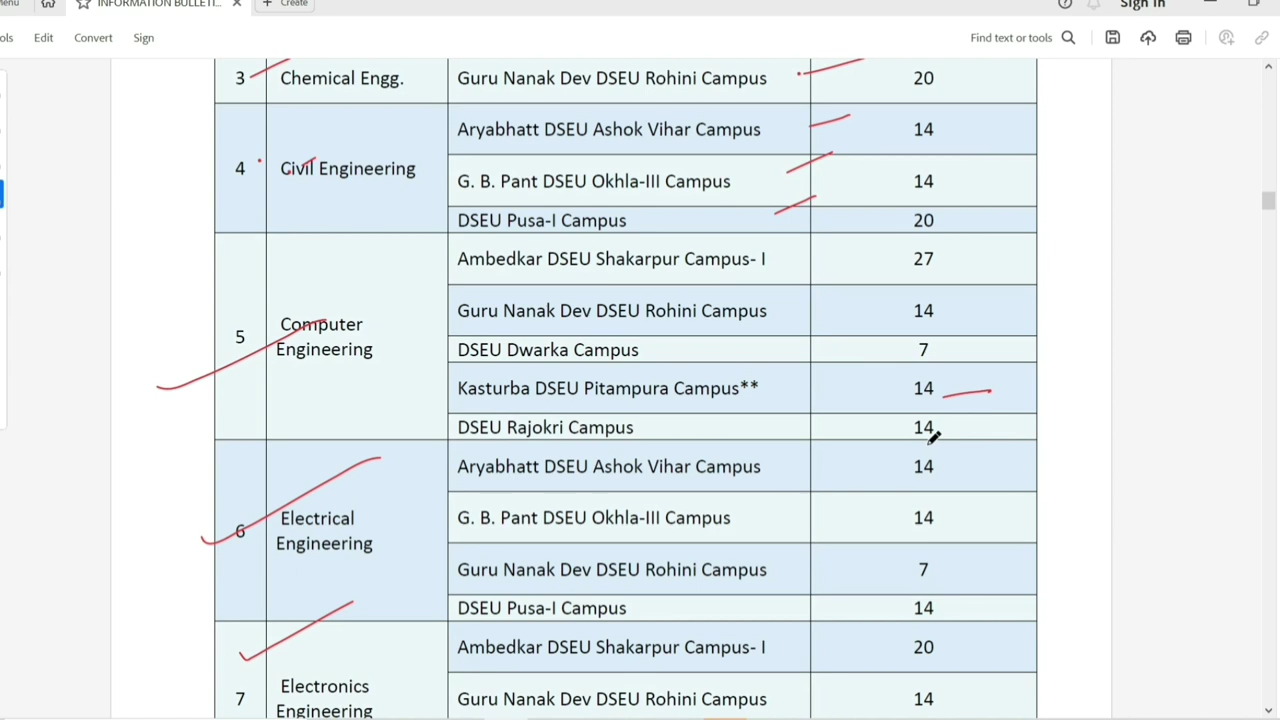 Menu
INFORMATION BULLETI...
Create
Sign in
Edit
Convert
Sign
Find text or tools
3 Chemical Engg. Guru Nanak Dev DSEU Rohini Campus 20
4 Civil Engineering
Aryabhatt DSEU Ashok Vihar Campus 14
G. B. Pant DSEU Okhla-III Campus 14
DSEU Pusa-I Campus 20
5 Computer
Engineering
Ambedkar DSEU Shakarpur Campus- I 27
Guru Nanak Dev DSEU Rohini Campus 14
DSEU Dwarka Campus 7
Kasturba DSEU Pitampura Campus** 14
DSEU Rajokri Campus 14
6 Electrical
Engineering
Aryabhatt DSEU Ashok Vihar Campus 14
G. B. Pant DSEU Okhla-III Campus 14
Guru Nanak Dev DSEU Rohini Campus 7
DSEU Pusa-I Campus 14
7 Electronics
Engineering
Ambedkar DSEU Shakarpur Campus- I 20
Guru Nanak Dev DSEU Rohini Campus 14